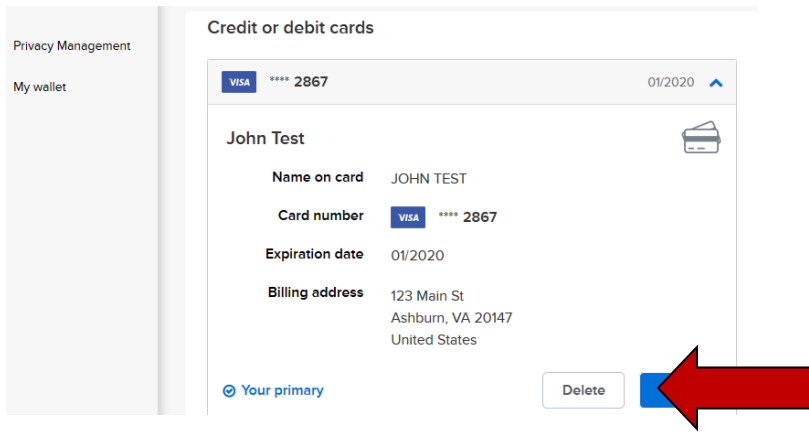 Credit or debit cards
Privacy Management
My wallet
VISA **** 2867 01/2020
John Test
Name on card JOHN TEST
Card number VISA **** 2867
Expiration date 01/2020
Billing address 123 Main St
Ashburn, VA 20147
United States
Your primary Delete